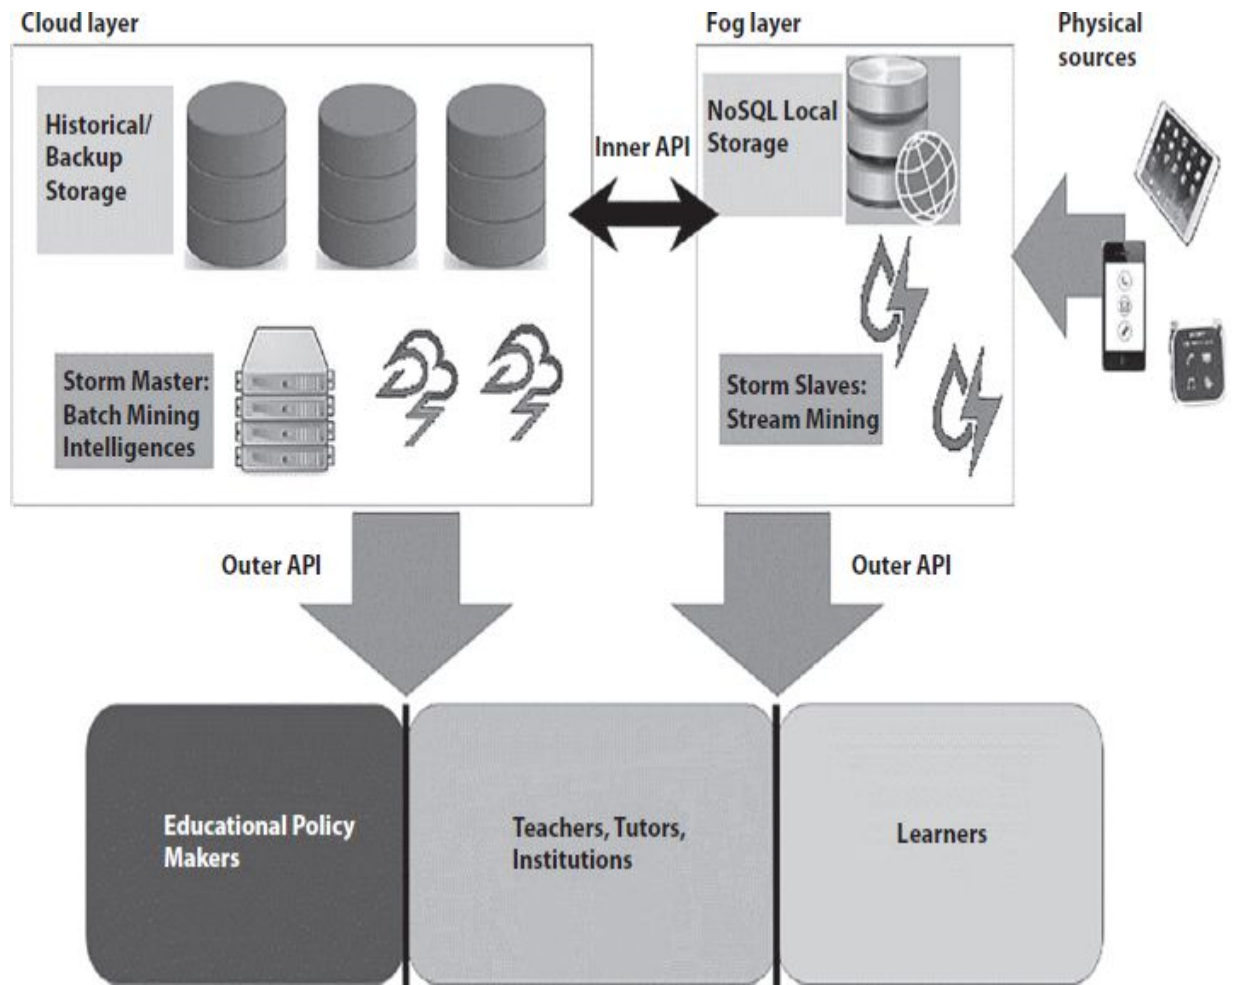 Cloud layer
Fog layer
Physical
sources
Historical/
Backup
Storage
Inner API
NoSQL Local
Storage
Storm Master:
Batch Mining
Intelligences
Storm Slaves:
Stream Mining
Outer API
Outer API
Educational Policy
Makers
Teachers, Tutors,
Institutions
Learners